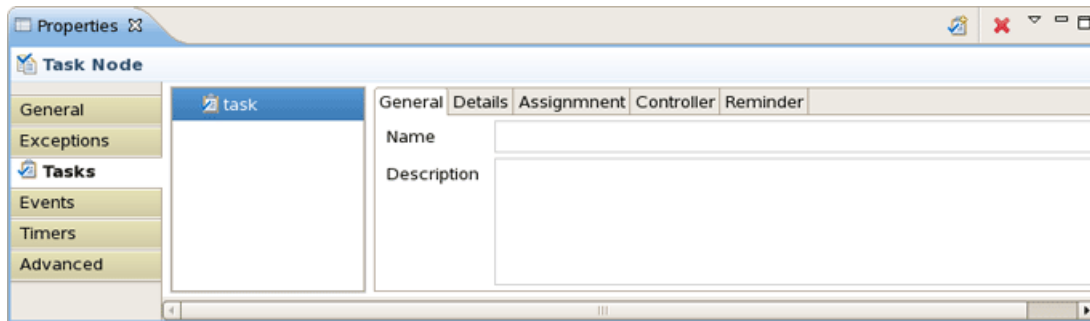 Properties
Task Node
General
Exceptions
Tasks
Events
Timers
Advanced
task
General Details Assignmnent Controller Reminder
Name
Description